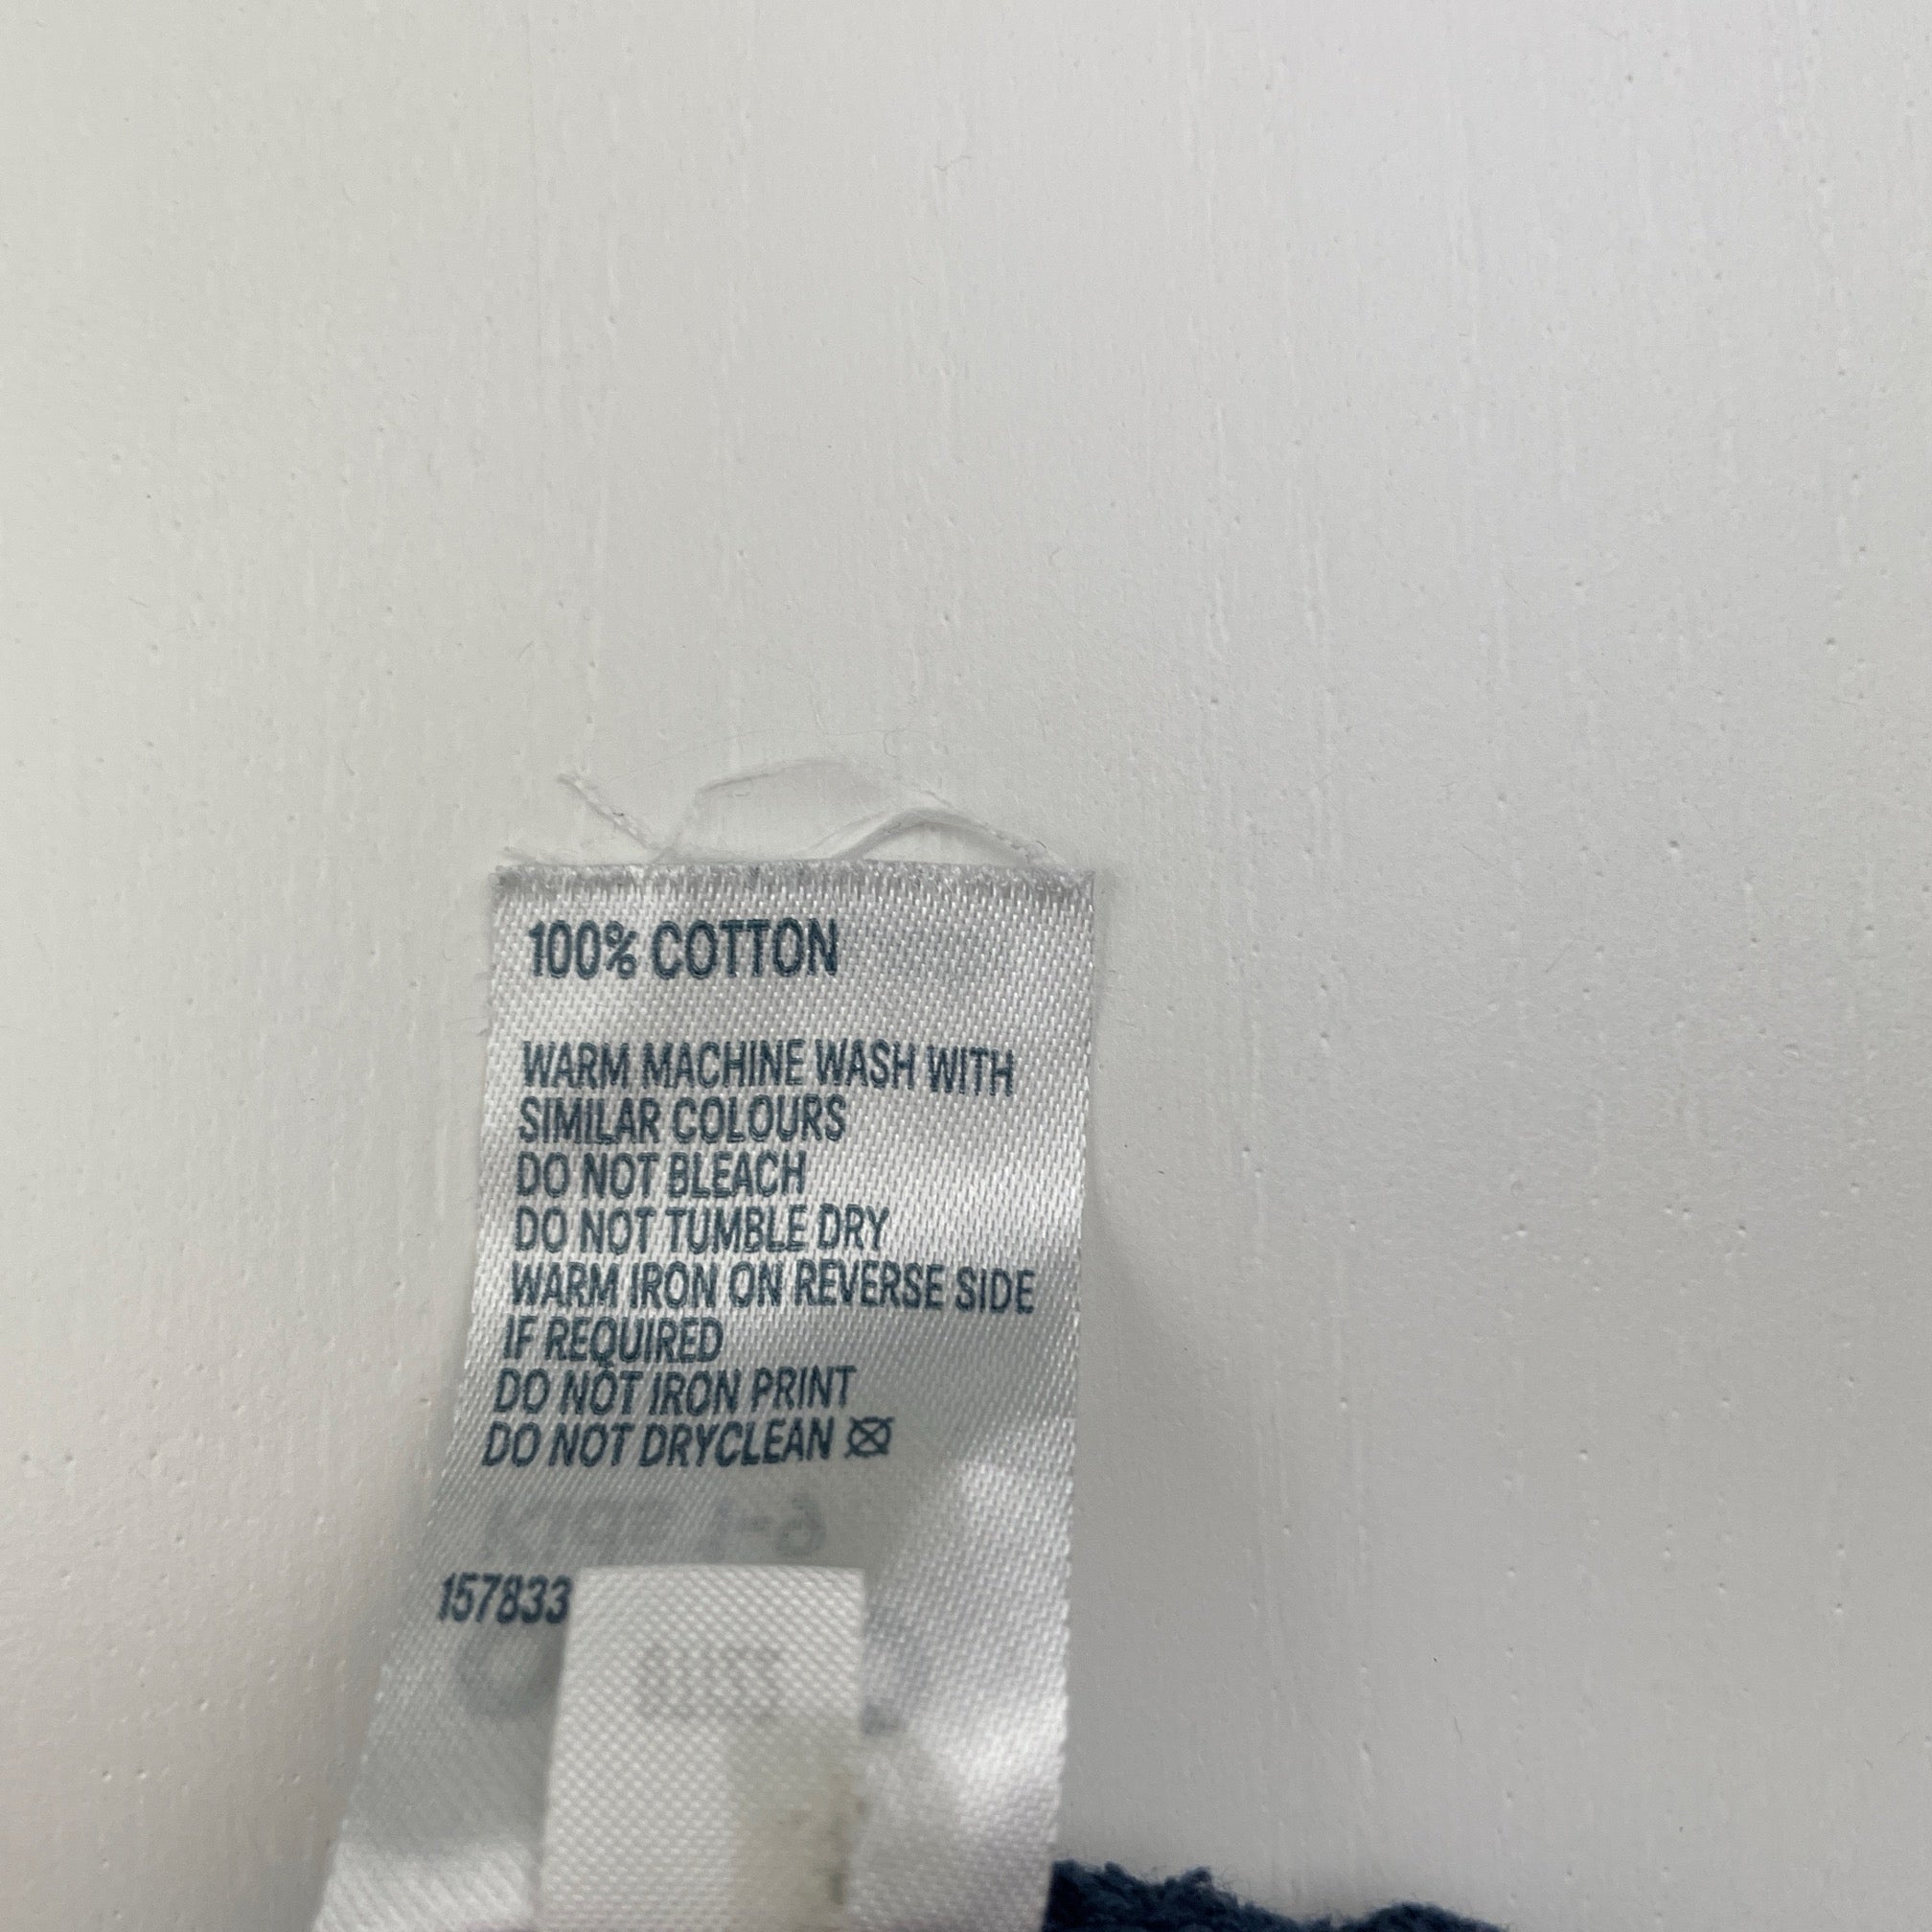 100% COTTON
WARM MACHINE WASH WITH
SIMILAR COLOURS
DO NOT BLEACH
DO NOT TUMBLE DRY
WARM IRON ON REVERSE SIDE
IF REQUIRED
DO NOT IRON PRINT
DO NOT DRYCLEAN
157833